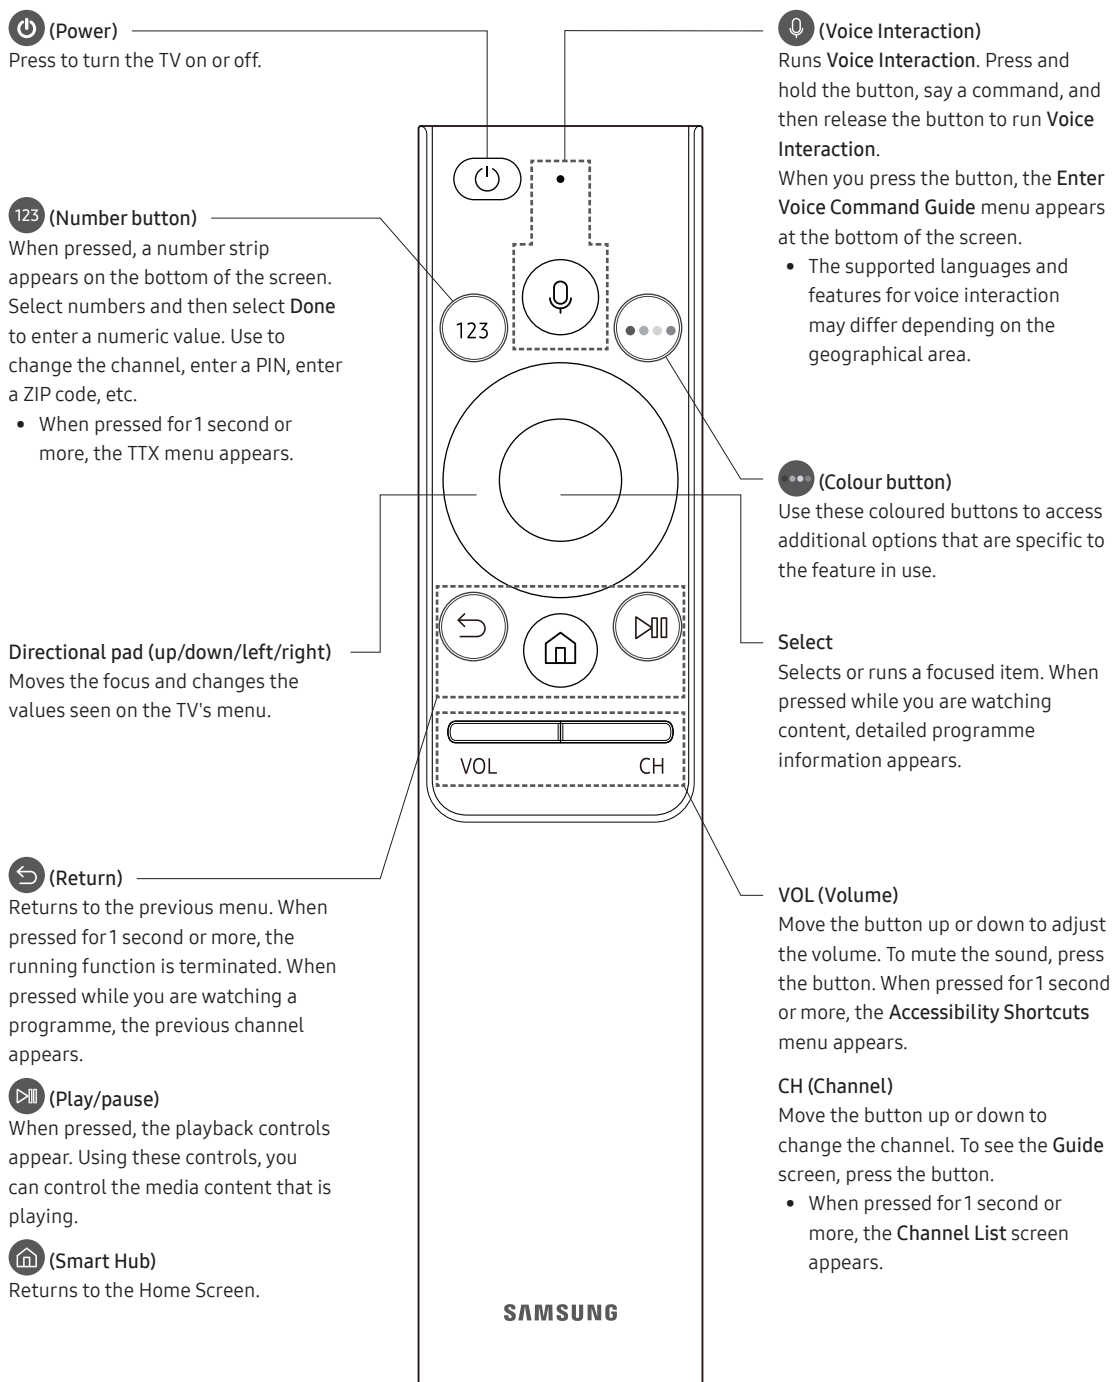 (Power)
Press to turn the TV on or off.
123 (Number button)
When pressed, a number strip
appears on the bottom of the screen.
Select numbers and then select Done
to enter a numeric value. Use to
change the channel, enter a PIN, enter
a ZIP code, etc.
• When pressed for 1 second or
more, the TTX menu appears.
Directional pad (up/down/left/right)
Moves the focus and changes the
values seen on the TV's menu.
(Return)
Returns to the previous menu. When
pressed for 1 second or more, the
running function is terminated. When
pressed while you are watching a
programme, the previous channel
appears.
(Play/pause)
When pressed, the playback controls
appear. Using these controls, you
can control the media content that is
playing.
(Smart Hub)
Returns to the Home Screen.
123
VOL CH
SAMSUNG
(Voice Interaction)
Runs Voice Interaction. Press and
hold the button, say a command, and
then release the button to run Voice
Interaction.
When you press the button, the Enter
Voice Command Guide menu appears
at the bottom of the screen.
• The supported languages and
features for voice interaction
may differ depending on the
geographical area.
(Colour button)
Use these coloured buttons to access
additional options that are specific to
the feature in use.
Select
Selects or runs a focused item. When
pressed while you are watching
content, detailed programme
information appears.
VOL (Volume)
Move the button up or down to adjust
the volume. To mute the sound, press
the button. When pressed for 1 second
or more, the Accessibility Shortcuts
menu appears.
CH (Channel)
Move the button up or down to
change the channel. To see the Guide
screen, press the button.
• When pressed for 1 second or
more, the Channel List screen
appears.